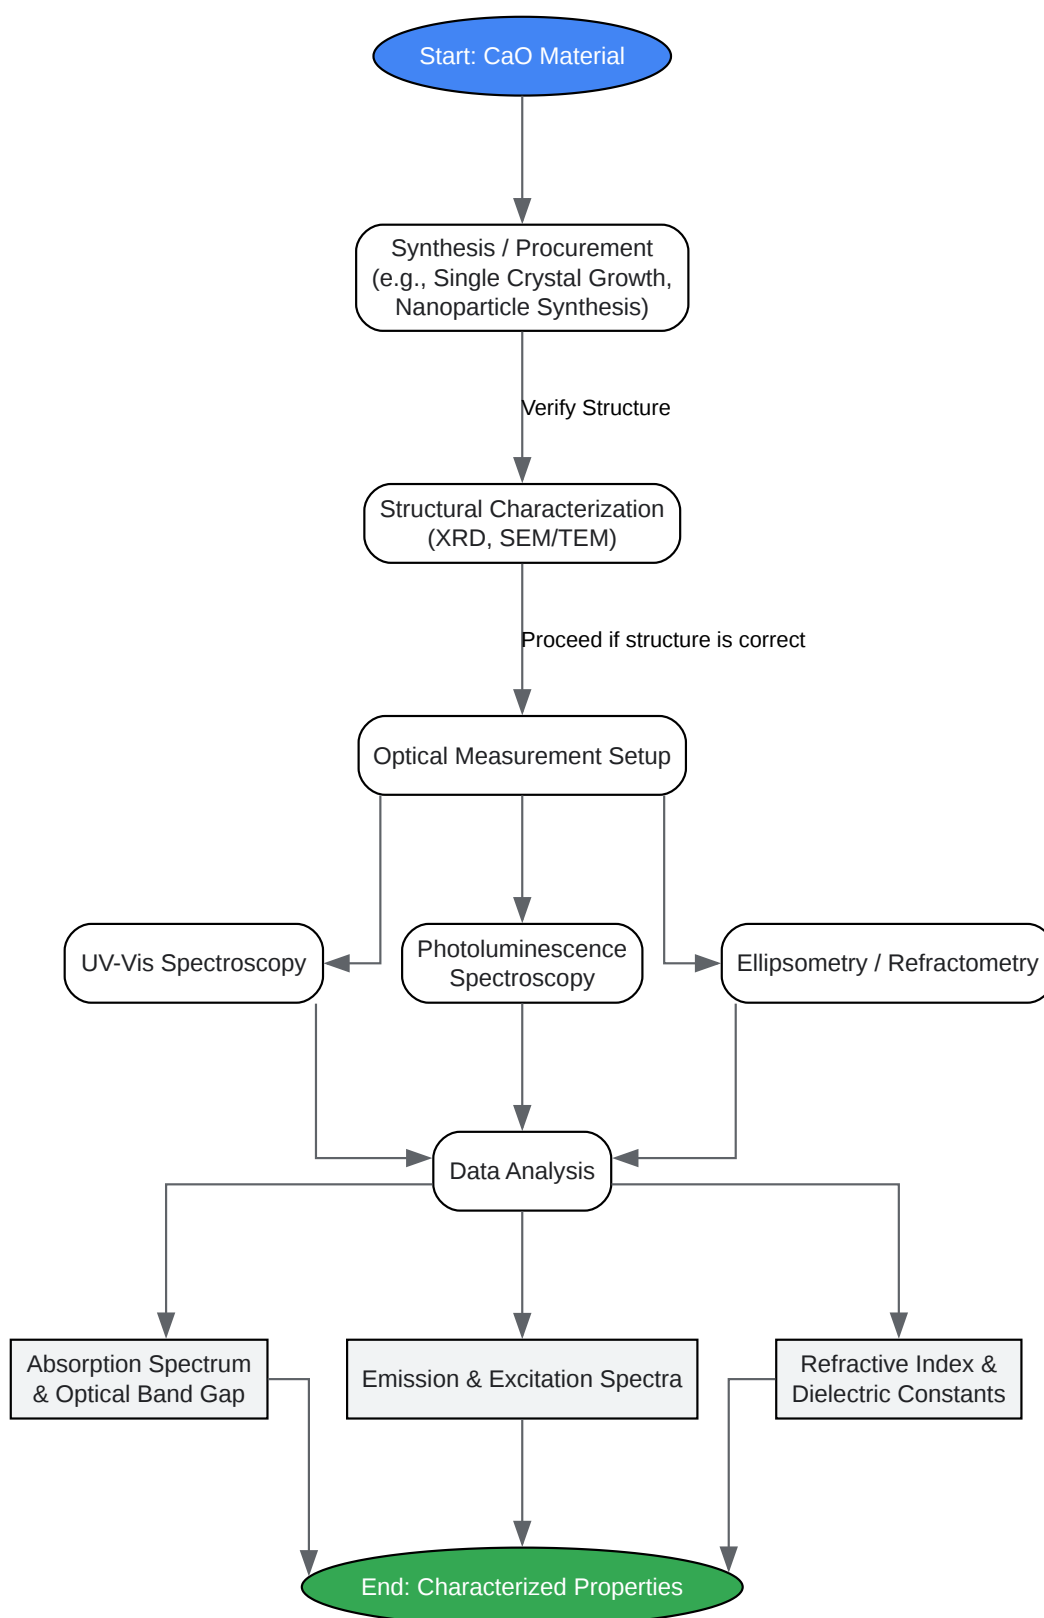 Start: CaO Material
Synthesis / Procurement
(e.g., Single Crystal Growth,
Nanoparticle Synthesis)
Verify Structure
Structural Characterization
(XRD, SEM/TEM)
Proceed if structure is correct
Optical Measurement Setup
UV-Vis Spectroscopy
Photoluminescence
Spectroscopy
Ellipsometry / Refractometry
Data Analysis
Absorption Spectrum
& Optical Band Gap
Emission & Excitation Spectra
Refractive Index &
Dielectric Constants
End: Characterized Properties